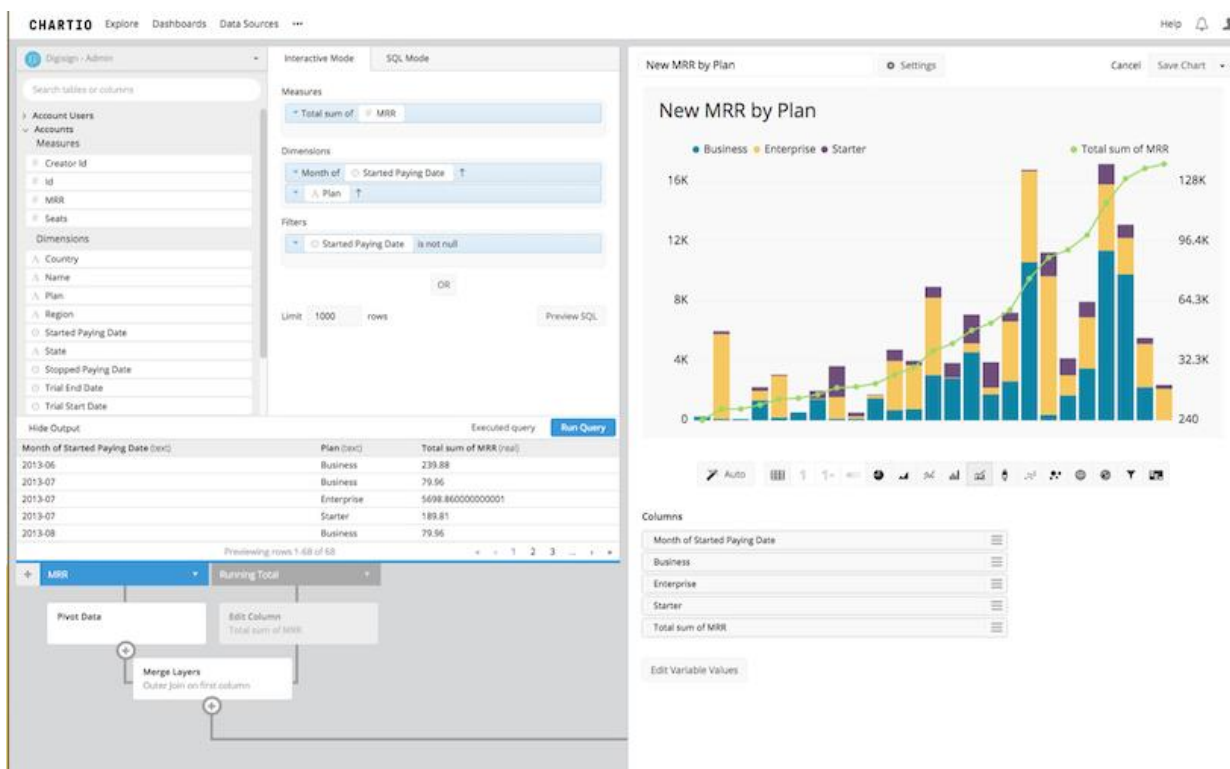 CHARTIO Explore Dashboards Data Sources ••• Help
Digisign - Admin
Search tables or columns
Account Users
Accounts
Measures
# Creator Id
# Id
# MRR
# Seats
Dimensions
A Country
A Name
A Plan
A Region
Started Paying Date
A State
Stopped Paying Date
Trial End Date
Trial Start Date
Interactive Mode SQL Mode
Measures
Total sum of # MRR
Dimensions
Month of Started Paying Date ↑
A Plan ↑
Filters
Started Paying Date is not null
OR
Limit 1000 rows Preview SQL
Hide Output Executed query Run Query
Month of Started Paying Date (text) Plan (text) Total sum of MRR (real)
2013-06 Business 239.88
2013-07 Business 79.96
2013-07 Enterprise 5698.860000000001
2013-07 Starter 189.81
2013-08 Business 79.96
Previewing rows 1-68 of 68 « ‹ 1 2 3 ... › »
+ MRR Running Total
Pivot Data
Edit Column
Total sum of MRR
+
Merge Layers
Outer Join on first column
+
New MRR by Plan Settings Cancel Save Chart
New MRR by Plan
Business Enterprise Starter Total sum of MRR
16K 128K
12K 96.4K
8K 64.3K
4K 32.3K
0 240
Auto
Columns
Month of Started Paying Date
Business
Enterprise
Starter
Total sum of MRR
Edit Variable Values